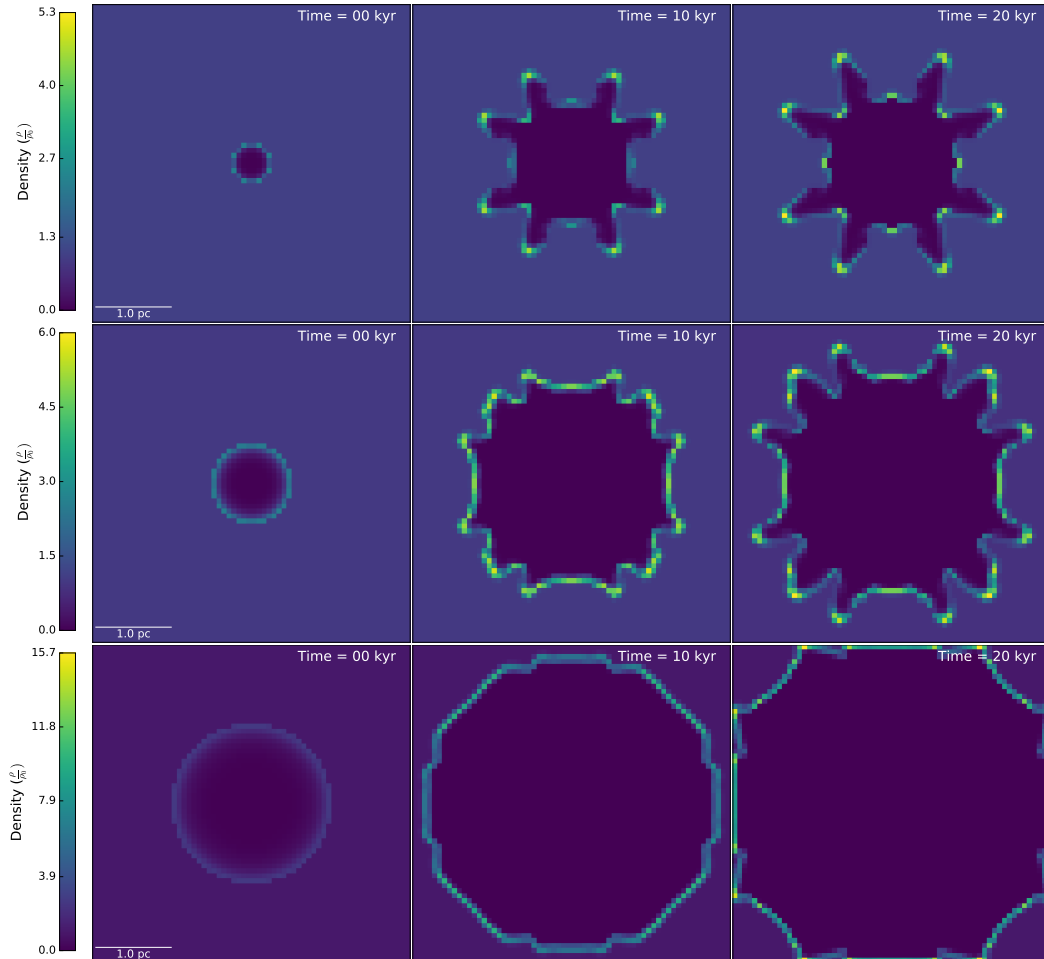 5.3
4.0
2.7
1.3
0.0
Density (ρ/ρ₀)
Time = 00 kyr
Time = 10 kyr
Time = 20 kyr
1.0 pc
6.0
4.5
3.0
1.5
0.0
Density (ρ/ρ₀)
Time = 00 kyr
Time = 10 kyr
Time = 20 kyr
1.0 pc
15.7
11.8
7.9
3.9
0.0
Density (ρ/ρ₀)
Time = 00 kyr
Time = 10 kyr
Time = 20 kyr
1.0 pc